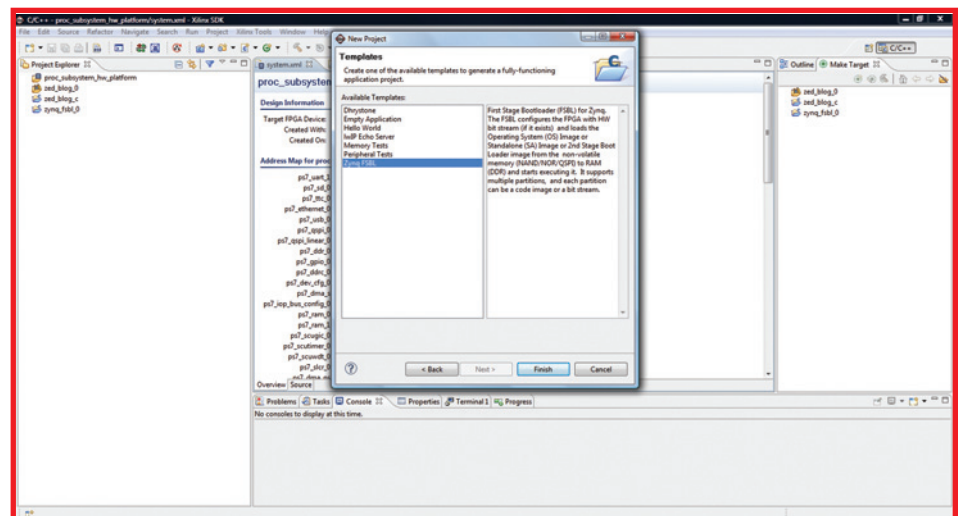 C/C++ - proc_subsystem_hw_platform/system.xml - Xilinx SDK
File Edit Source Refactor Navigate Search Run Project Xilinx Tools Window Help
C/C++
Project Explorer
proc_subsystem_hw_platform
zed_blog_0
zed_blog_c
zynq_fsbl_0
system.xml
proc_subsystem
Design Information
Target FPGA Device:
Created With:
Created On:
Address Map for proc
ps7_uart_1
ps7_sd_0
ps7_ttc_0
ps7_ethernet_0
ps7_usb_0
ps7_qspi_0
ps7_qspi_linear_0
ps7_ddr_0
ps7_gpio_0
ps7_ddrc_0
ps7_dev_cfg_0
ps7_dma_s
ps7_iop_bus_config_0
ps7_ram_0
ps7_ram_1
ps7_scugic_0
ps7_scutimer_0
ps7_scuwdt_0
ps7_slcr_0
ps7_dma_ns
Overview Source
New Project
Templates
Create one of the available templates to generate a fully-functioning
application project.
Available Templates:
Dhrystone
Empty Application
Hello World
lwIP Echo Server
Memory Tests
Peripheral Tests
Zynq FSBL
First Stage Bootloader (FSBL) for Zynq.
The FSBL configures the FPGA with HW
bit stream (if it exists) and loads the
Operating System (OS) Image or
Standalone (SA) Image or 2nd Stage Boot
Loader image from the non-volatile
memory (NAND/NOR/QSPI) to RAM
(DDR) and starts executing it. It supports
multiple partitions, and each partition
can be a code image or a bit stream.
< Back Next > Finish Cancel
Outline Make Target
zed_blog_0
zed_blog_c
zynq_fsbl_0
Problems Tasks Console Properties Terminal 1 Progress
No consoles to display at this time.